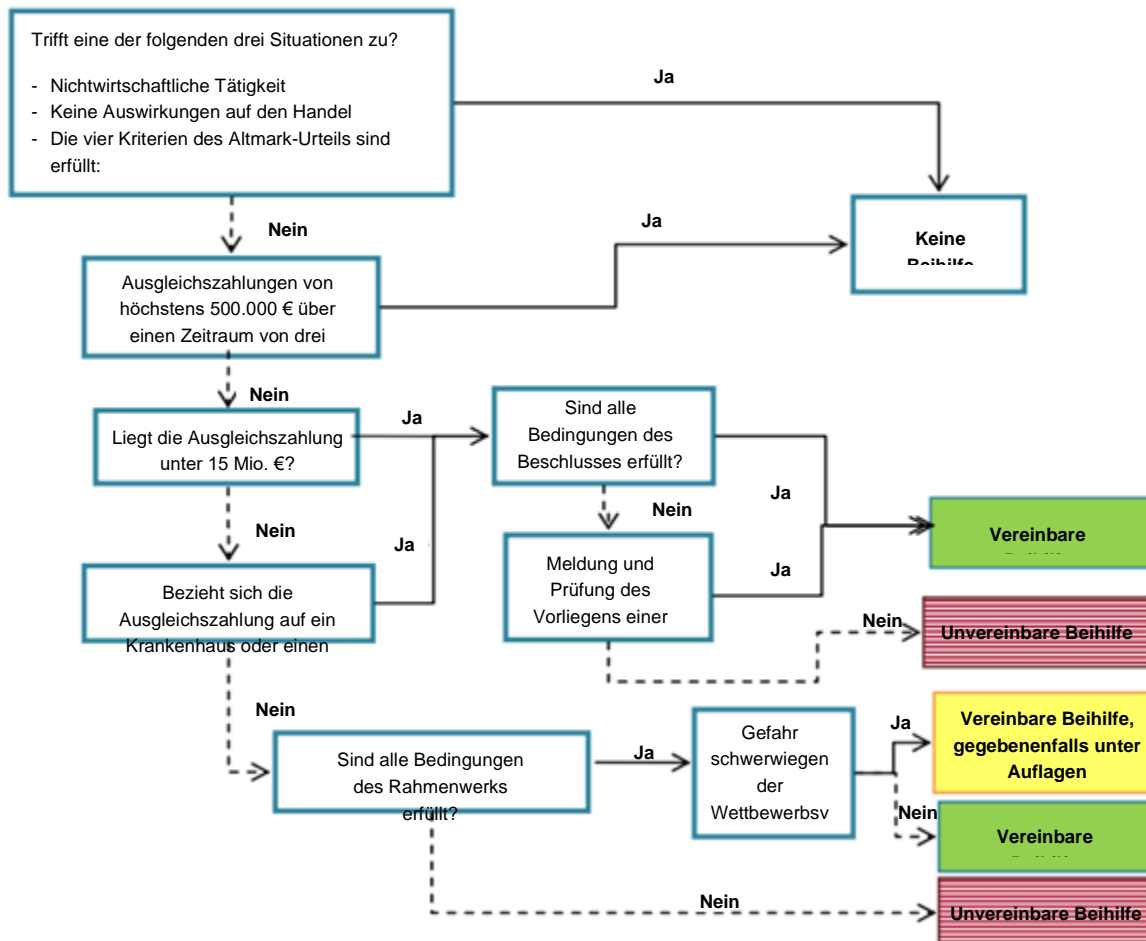 Trifft eine der folgenden drei Situationen zu?
- Nichtwirtschaftliche Tätigkeit
- Keine Auswirkungen auf den Handel
- Die vier Kriterien des Altmark-Urteils sind
erfüllt:
Ja
Nein
Ja
Keine
Beihilfe
Ausgleichszahlungen von
höchstens 500.000 € über
einen Zeitraum von drei
Nein
Liegt die Ausgleichszahlung
unter 15 Mio. €?
Ja
Sind alle
Bedingungen des
Beschlusses erfüllt?
Ja
Nein
Nein
Ja
Vereinbare
Bezieht sich die
Ausgleichszahlung auf ein
Krankenhaus oder einen
Meldung und
Prüfung des
Vorliegens einer
Ja
Nein
Unvereinbare Beihilfe
Nein
Sind alle Bedingungen
des Rahmenwerks
erfüllt?
Ja
Gefahr
schwerwiegen
der
Wettbewerbsv
Ja
Vereinbare Beihilfe,
gegebenenfalls unter
Auflagen
Nein
Vereinbare
Nein
Unvereinbare Beihilfe